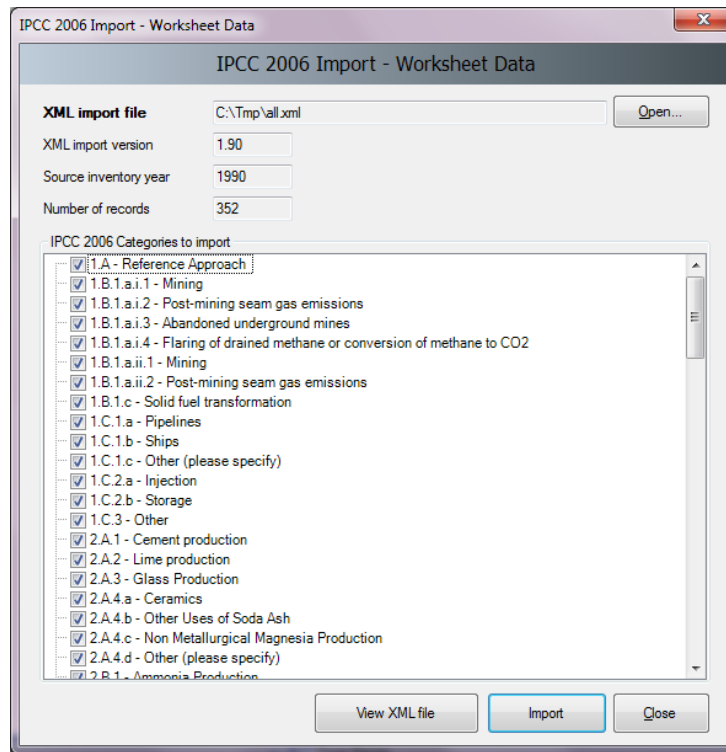 IPCC 2006 Import - Worksheet Data
IPCC 2006 Import - Worksheet Data
XML import file C:\Tmp\all.xml Open...
XML import version 1.90
Source inventory year 1990
Number of records 352
IPCC 2006 Categories to import
1.A - Reference Approach
1.B.1.a.i.1 - Mining
1.B.1.a.i.2 - Post-mining seam gas emissions
1.B.1.a.i.3 - Abandoned underground mines
1.B.1.a.i.4 - Flaring of drained methane or conversion of methane to CO2
1.B.1.a.ii.1 - Mining
1.B.1.a.ii.2 - Post-mining seam gas emissions
1.B.1.c - Solid fuel transformation
1.C.1.a - Pipelines
1.C.1.b - Ships
1.C.1.c - Other (please specify)
1.C.2.a - Injection
1.C.2.b - Storage
1.C.3 - Other
2.A.1 - Cement production
2.A.2 - Lime production
2.A.3 - Glass Production
2.A.4.a - Ceramics
2.A.4.b - Other Uses of Soda Ash
2.A.4.c - Non Metallurgical Magnesia Production
2.A.4.d - Other (please specify)
2.B.1 - Ammonia Production
View XML file Import Close